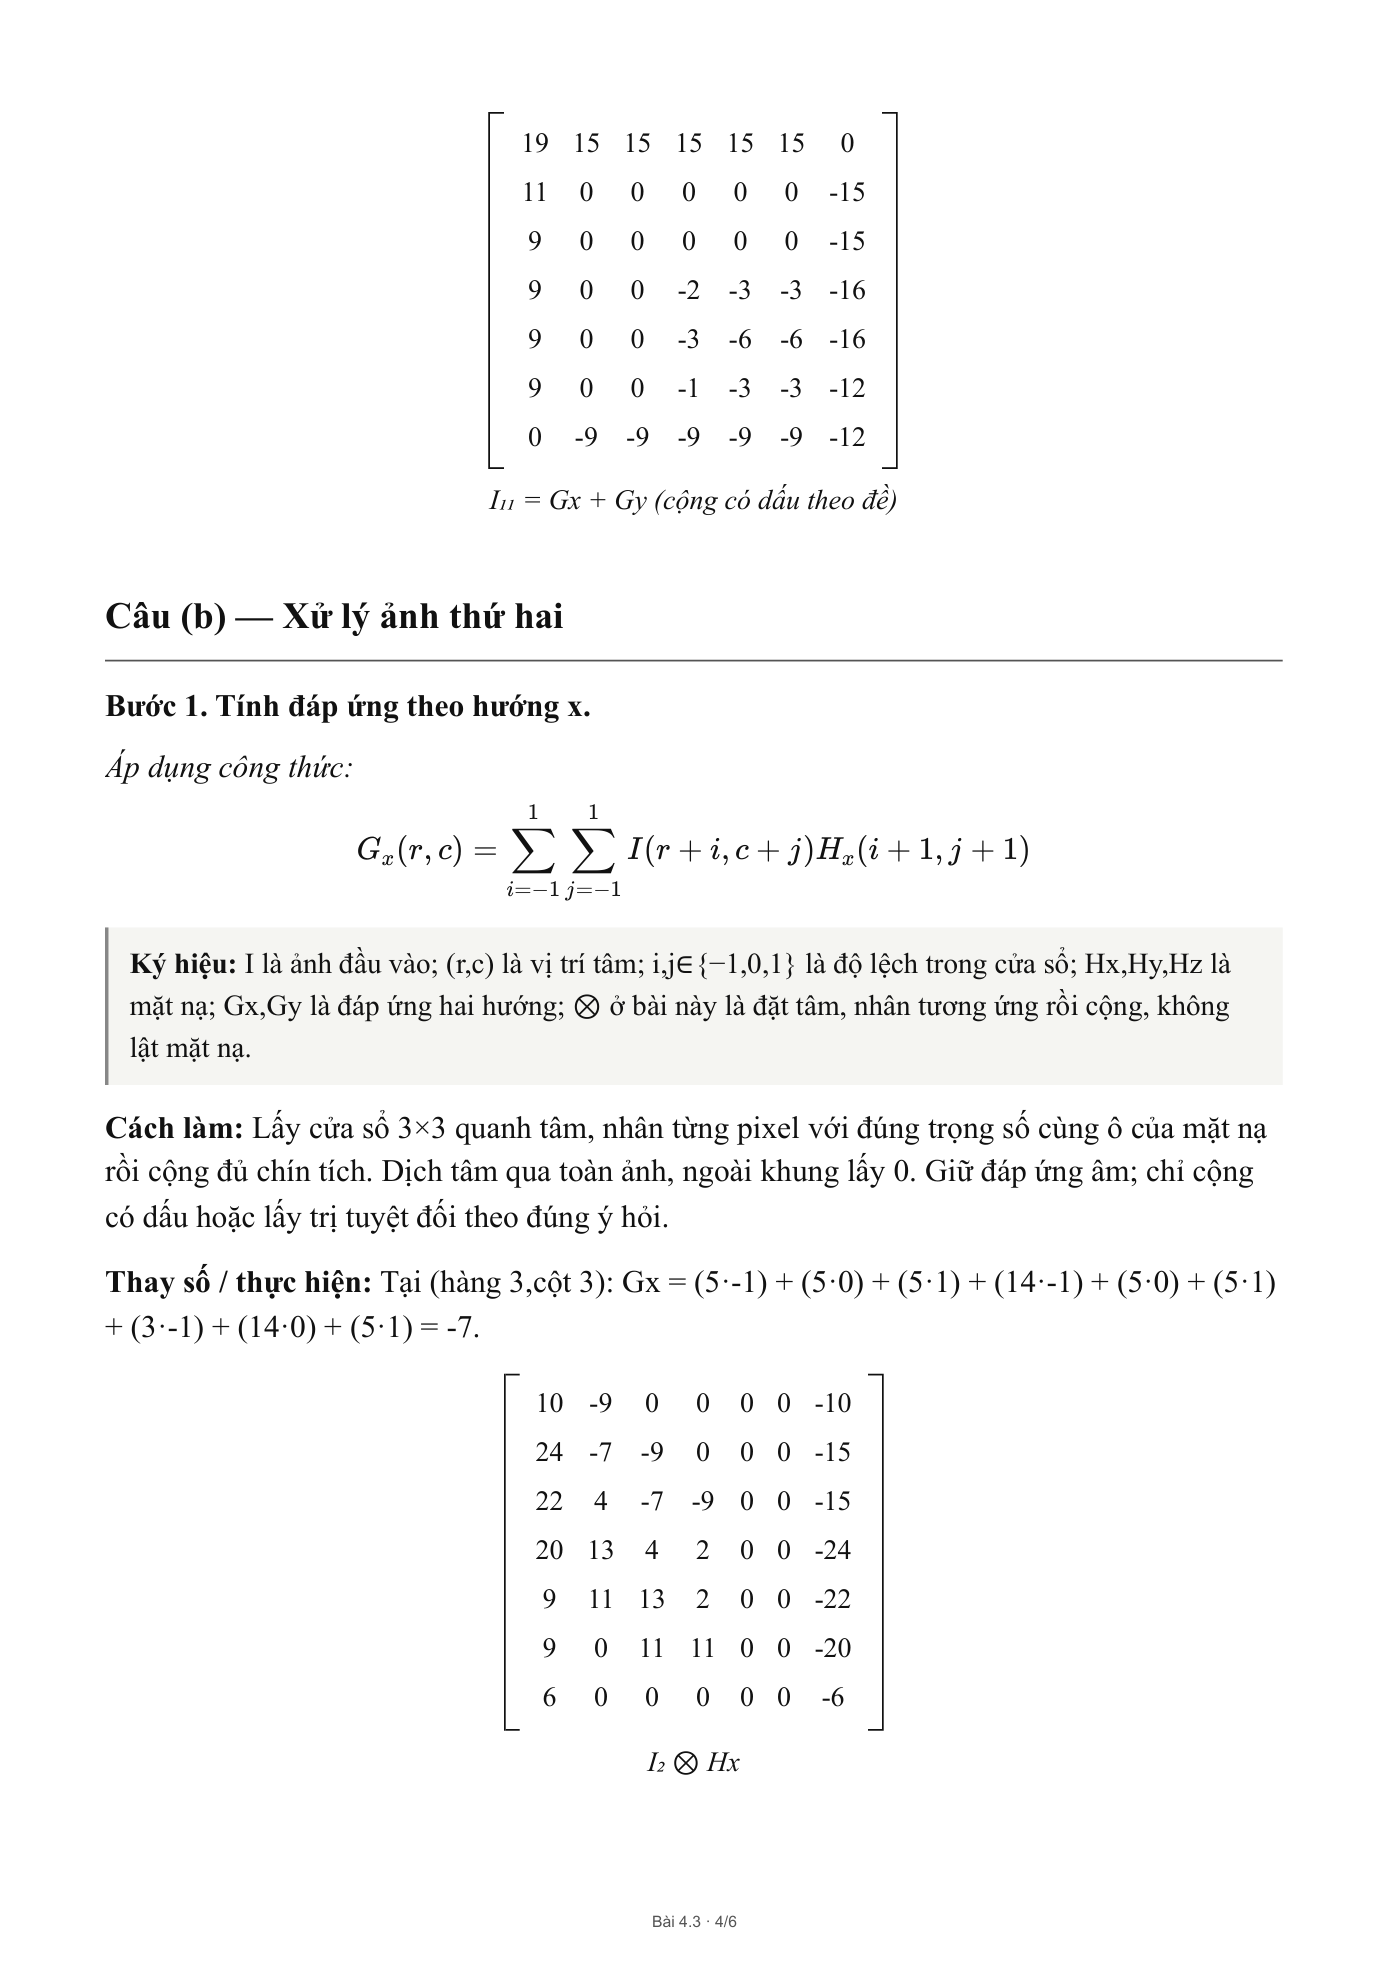 19 15 15 15 15 15 0
11 0 0 0 0 0 -15
9 0 0 0 0 0 -15
9 0 0 -2 -3 -3 -16
9 0 0 -3 -6 -6 -16
9 0 0 -1 -3 -3 -12
0 -9 -9 -9 -9 -9 -12
I₁₁ = Gx + Gy (cộng có dấu theo đề)
Câu (b) — Xử lý ảnh thứ hai
Bước 1. Tính đáp ứng theo hướng x.
Áp dụng công thức:
G_x(r, c) = \sum_{i=-1}^{1} \sum_{j=-1}^{1} I(r + i, c + j)H_x(i + 1, j + 1)
Ký hiệu: I là ảnh đầu vào; (r,c) là vị trí tâm; i,j∈{−1,0,1} là độ lệch trong cửa sổ; Hx,Hy,Hz là
mặt nạ; Gx,Gy là đáp ứng hai hướng; ⊗ ở bài này là đặt tâm, nhân tương ứng rồi cộng, không
lật mặt nạ.
Cách làm: Lấy cửa sổ 3×3 quanh tâm, nhân từng pixel với đúng trọng số cùng ô của mặt nạ
rồi cộng đủ chín tích. Dịch tâm qua toàn ảnh, ngoài khung lấy 0. Giữ đáp ứng âm; chỉ cộng
có dấu hoặc lấy trị tuyệt đối theo đúng ý hỏi.
Thay số / thực hiện: Tại (hàng 3,cột 3): Gx = (5·-1) + (5·0) + (5·1) + (14·-1) + (5·0) + (5·1)
+ (3·-1) + (14·0) + (5·1) = -7.
10 -9 0 0 0 0 -10
24 -7 -9 0 0 0 -15
22 4 -7 -9 0 0 -15
20 13 4 2 0 0 -24
9 11 13 2 0 0 -22
9 0 11 11 0 0 -20
6 0 0 0 0 0 -6
I₂ ⊗ Hx
Bài 4.3 · 4/6